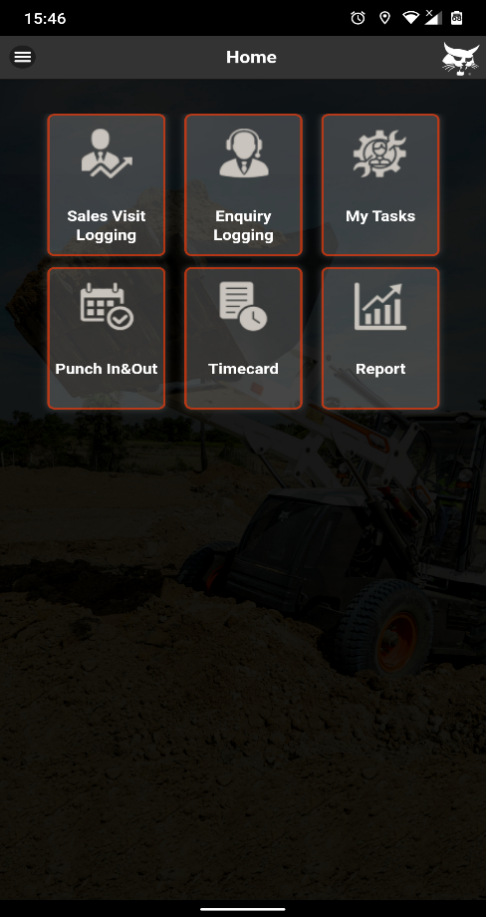 15:46
Home
Sales Visit
Logging
Enquiry
Logging
My Tasks
Punch In&Out
Timecard
Report